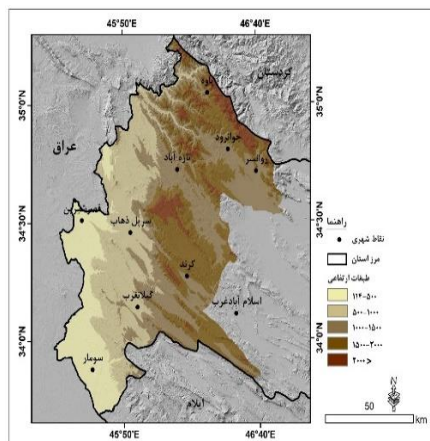 45°50'E
46°40'E
کردستان
پاوه
35°0'N
35°0'N
جوانرود
عراق
روانسر
تازه آباد
34°30'N
34°30'N
سرپل ذهاب
راهنما
نقاط شهری
مرز استان
طبقات ارتفاعی
کرند
گیلانغرب
اسلام آبادغرب
۱۱۴-۵۰۰
۵۰۰-۱۰۰۰
34°0'N
34°0'N
۱۰۰۰-۱۵۰۰
۱۵۰۰-۲۰۰۰
سومار
۲۰۰۰ <
N
ایلام
50
km
45°50'E
46°40'E